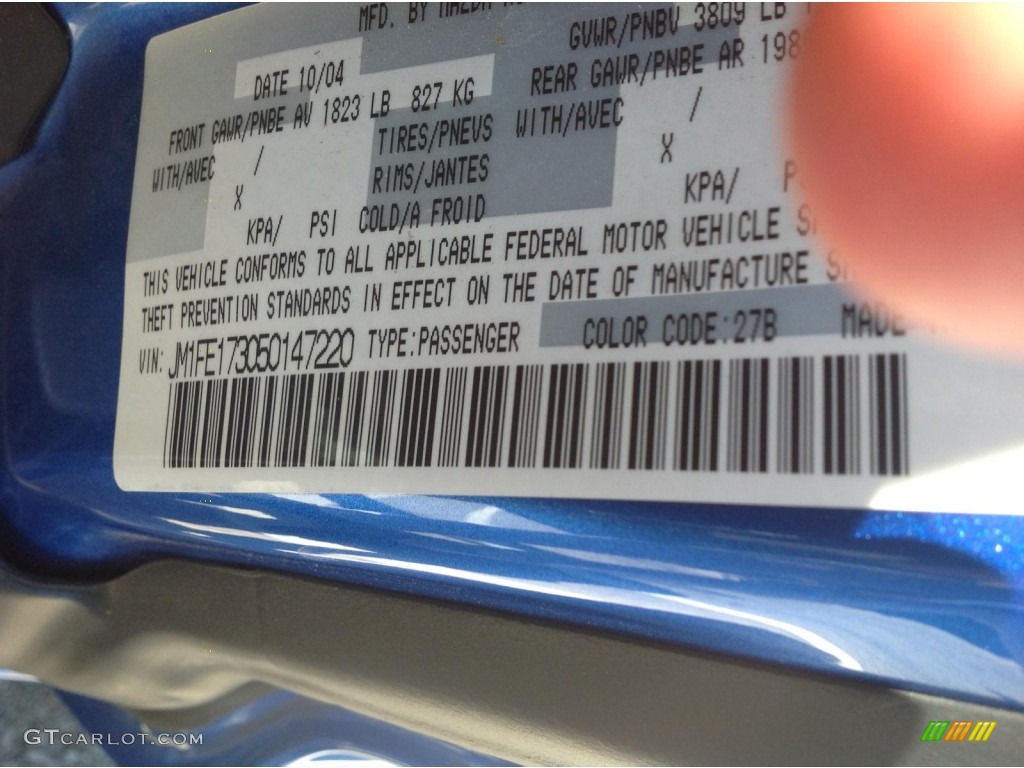 MFD. BY MAZDA
GVWR/PNBV 3809 LB
DATE 10/04
FRONT GAWR/PNBE AV 1823 LB 827 KG
REAR GAWR/PNBE AR
WITH/AVEC / TIRES/PNEUS WITH/AVEC /
X RIMS/JANTES X
KPA/ PSI COLD/A FROID KPA/
THIS VEHICLE CONFORMS TO ALL APPLICABLE FEDERAL MOTOR VEHICLE
THEFT PREVENTION STANDARDS IN EFFECT ON THE DATE OF MANUFACTURE
VIN: JM1FE173050147220 TYPE:PASSENGER COLOR CODE:27B MADE
GTCARLOT.COM